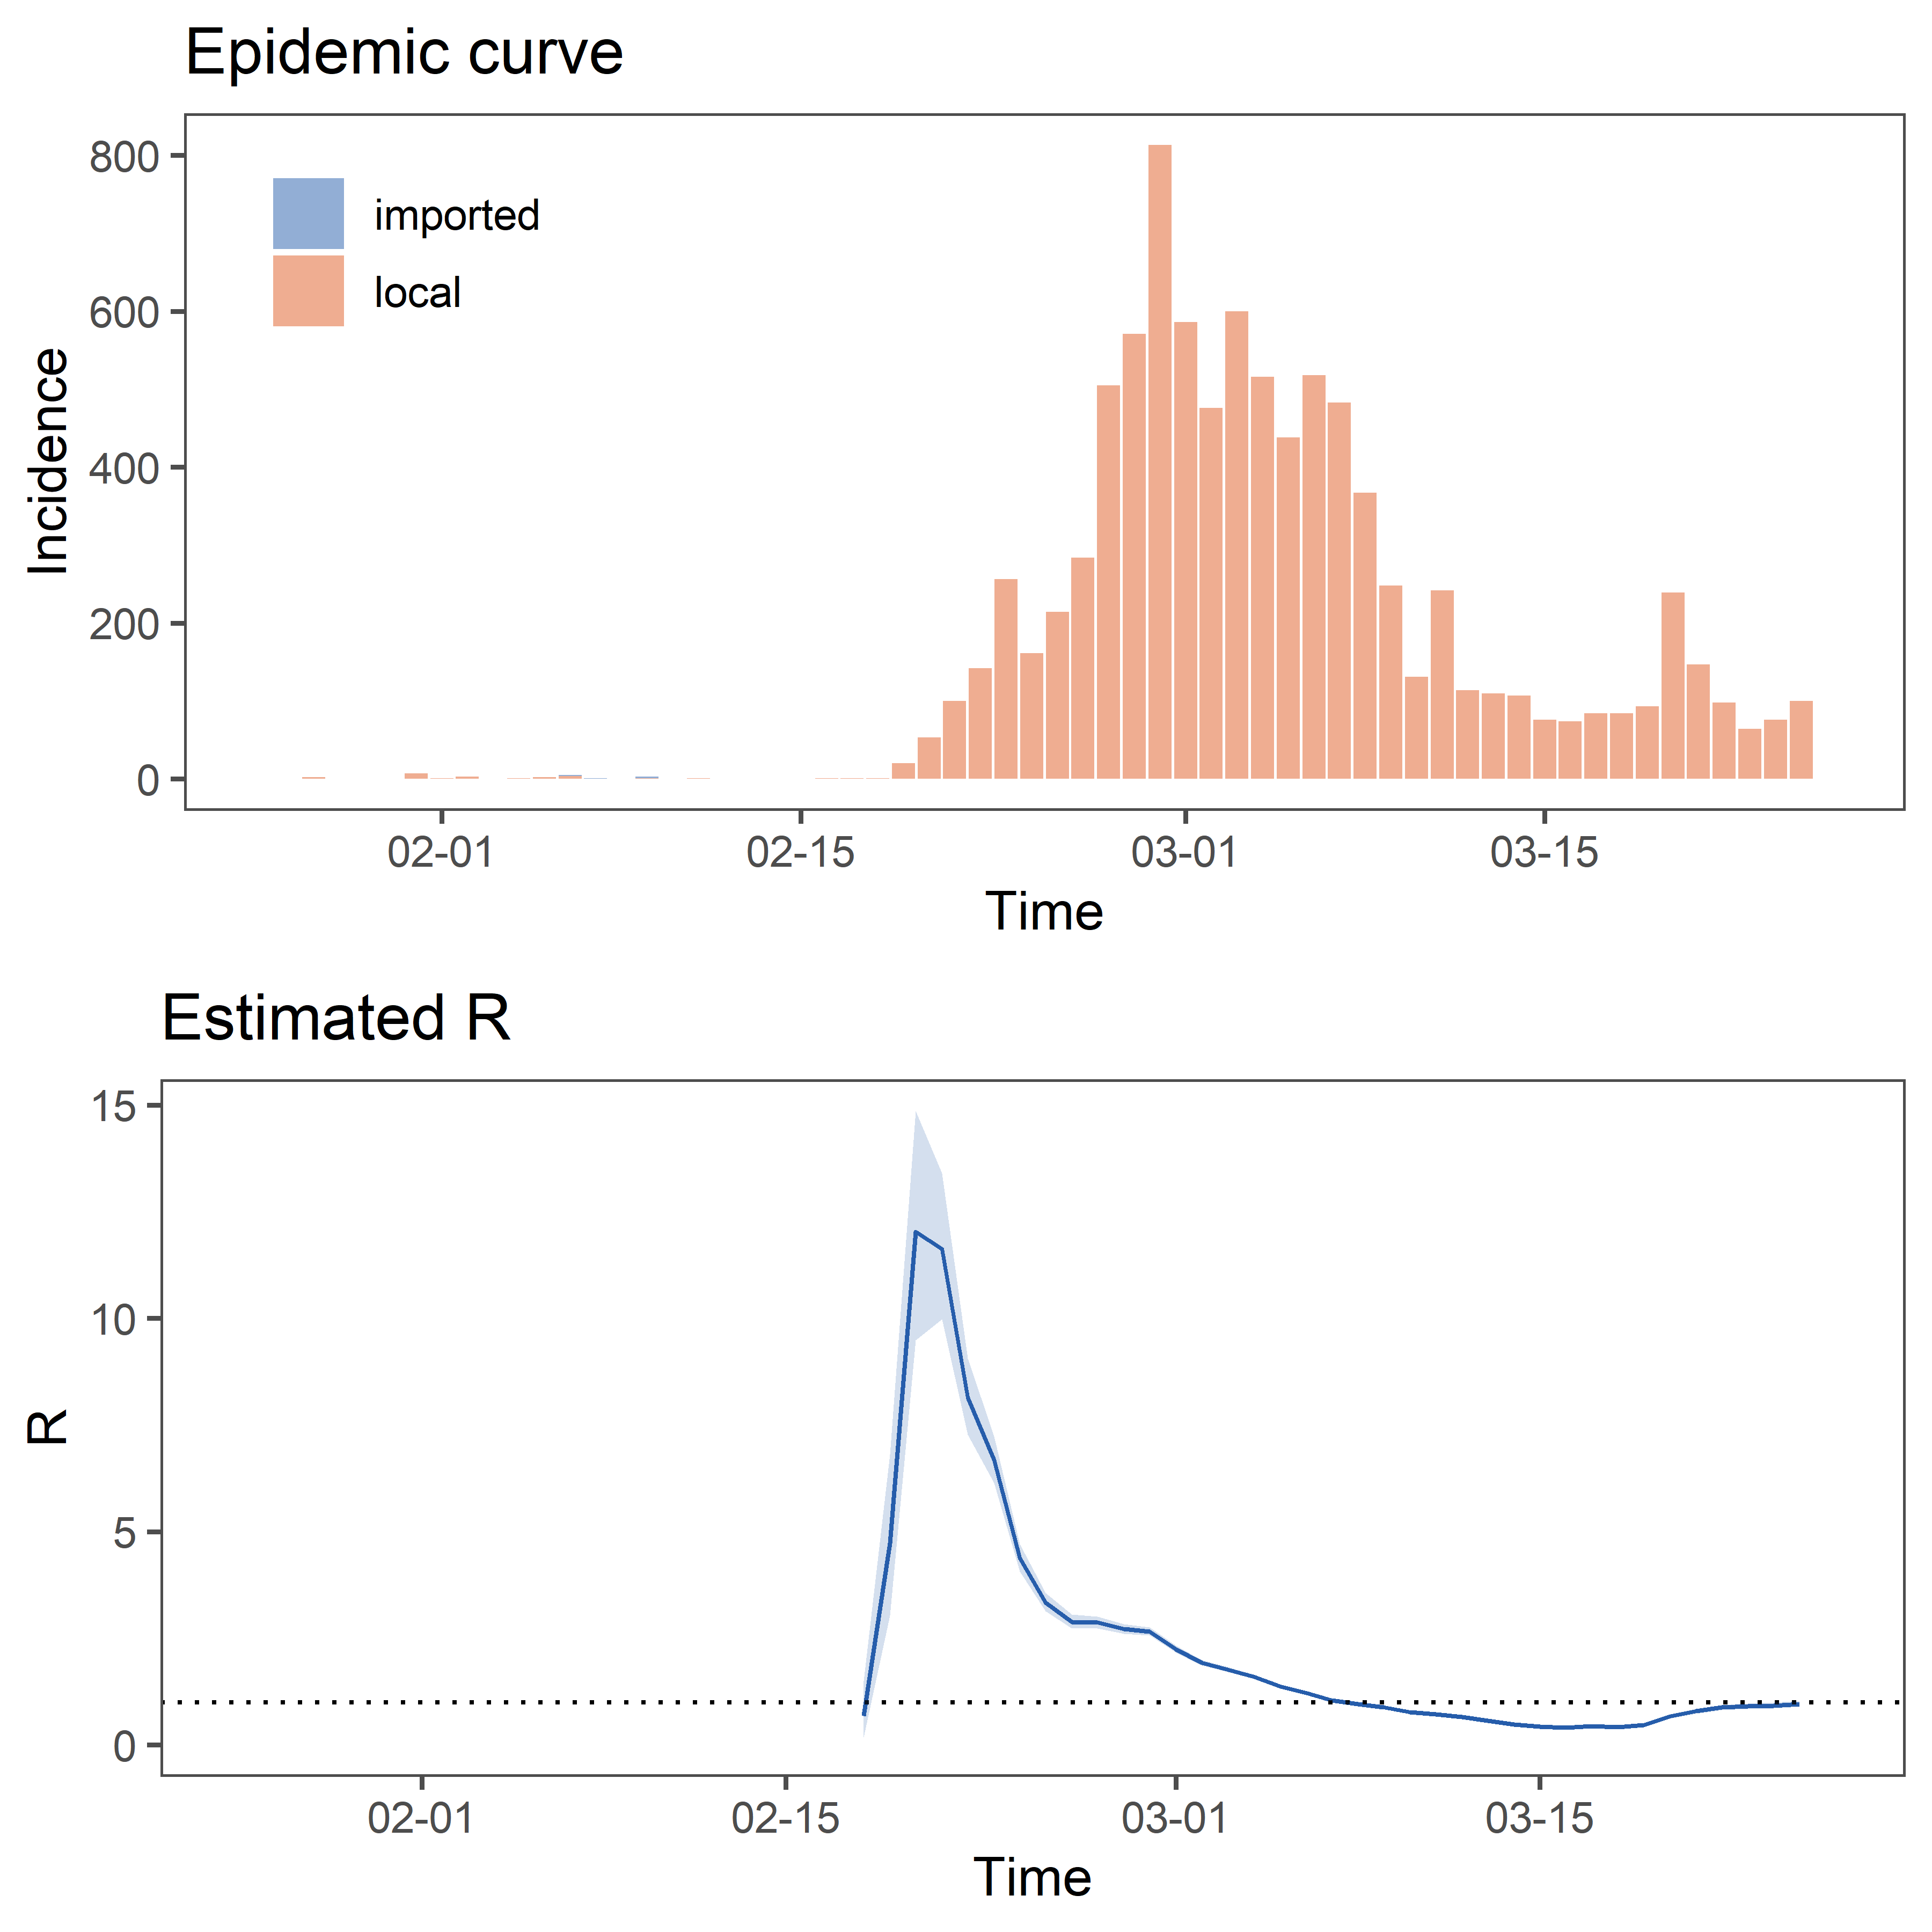 Epidemic curve
800
600
400
200
0
Incidence
imported
local
02-01 02-15 03-01 03-15
Time
Estimated R
15
10
5
0
R
02-01 02-15 03-01 03-15
Time